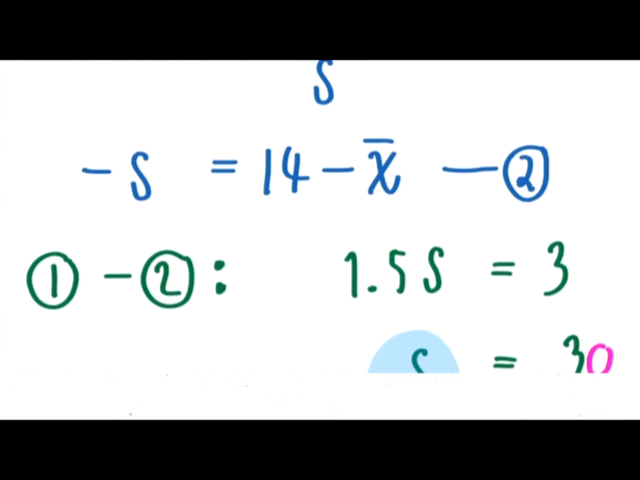 S
-S = 14 - x̄ —②
① - ②: 1.5S = 3
S = 30